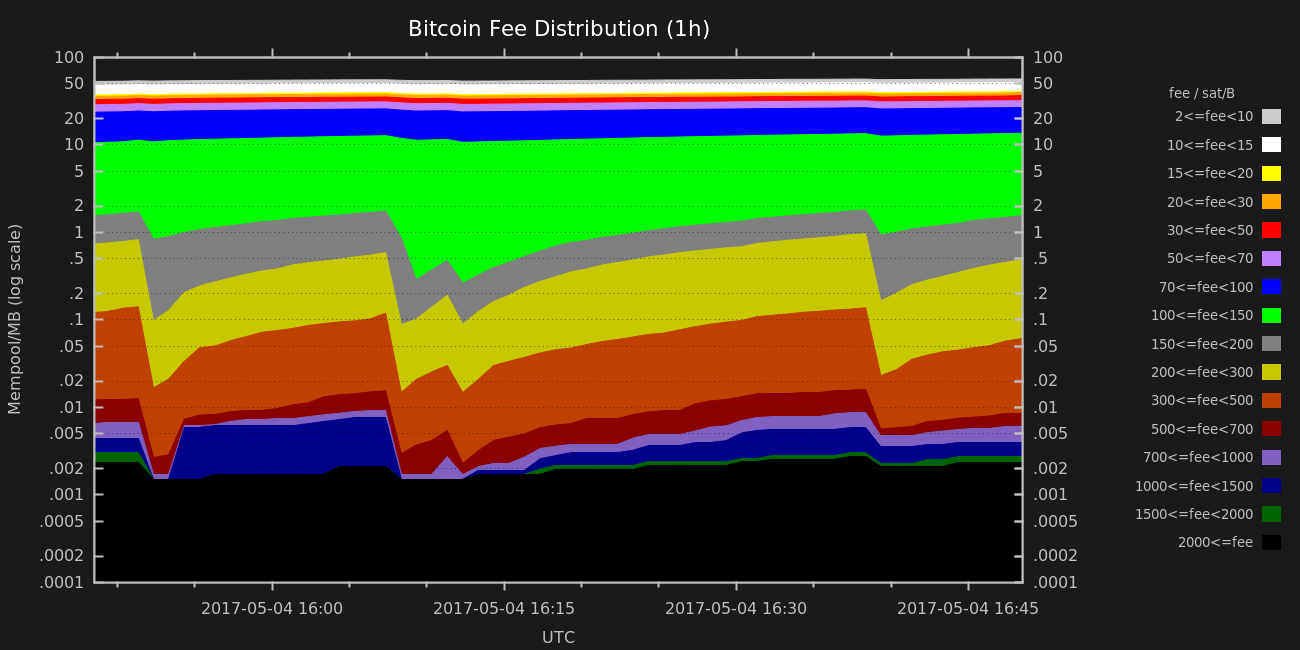 Bitcoin Fee Distribution (1h)
100
50
20
10
5
2
1
.5
.2
.1
.05
.02
.01
.005
.002
.001
.0005
.0002
.0001
Mempool/MB (log scale)
100
50
20
10
5
2
1
.5
.2
.1
.05
.02
.01
.005
.002
.001
.0005
.0002
.0001
2017-05-04 16:00
2017-05-04 16:15
2017-05-04 16:30
2017-05-04 16:45
UTC
fee / sat/B
2<=fee<10
10<=fee<15
15<=fee<20
20<=fee<30
30<=fee<50
50<=fee<70
70<=fee<100
100<=fee<150
150<=fee<200
200<=fee<300
300<=fee<500
500<=fee<700
700<=fee<1000
1000<=fee<1500
1500<=fee<2000
2000<=fee